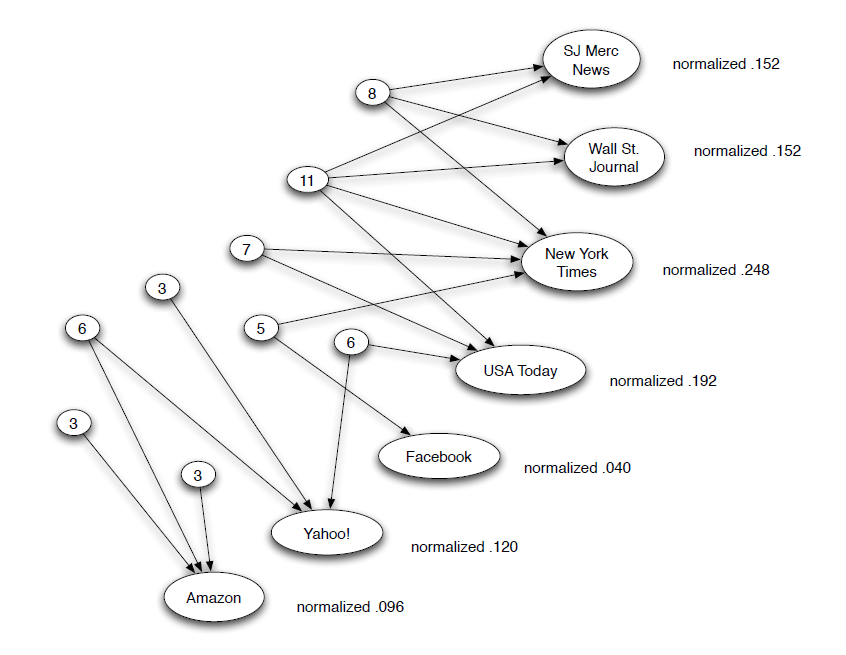 SJ Merc
News
normalized .152
8
Wall St.
Journal
normalized .152
11
7
New York
Times
normalized .248
3
6
5
6
USA Today
normalized .192
3
Facebook
normalized .040
3
Yahoo!
normalized .120
Amazon
normalized .096